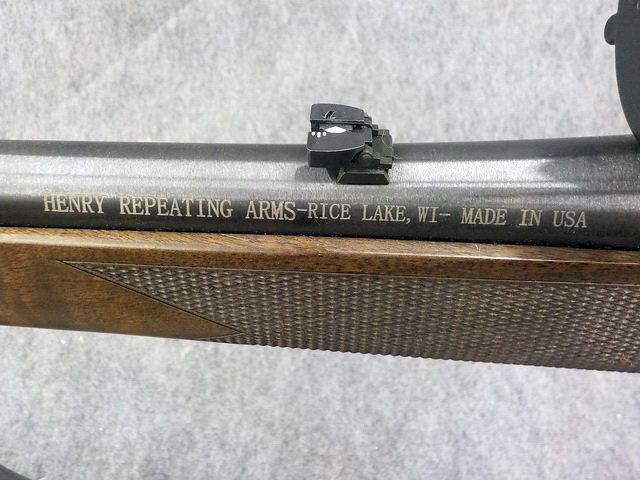 HENRY REPEATING ARMS-RICE LAKE, WI- MADE IN USA